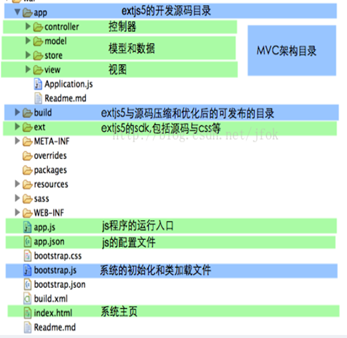 app extjs5的开发源码目录
controller 控制器
model
模型和数据
store
MVC架构目录
view 视图
Application.js
Readme.md
build extjs5与源码压缩和优化后的可发布的目录
ext extjs5的sdk,包括源码与css等
META-INF
overrides
packages
resources
sass
WEB-INF
app.js js程序的运行入口
app.json js的配置文件
bootstrap.css
bootstrap.js 系统的初始化和类加载文件
bootstrap.json
build.xml
index.html 系统主页
Readme.md